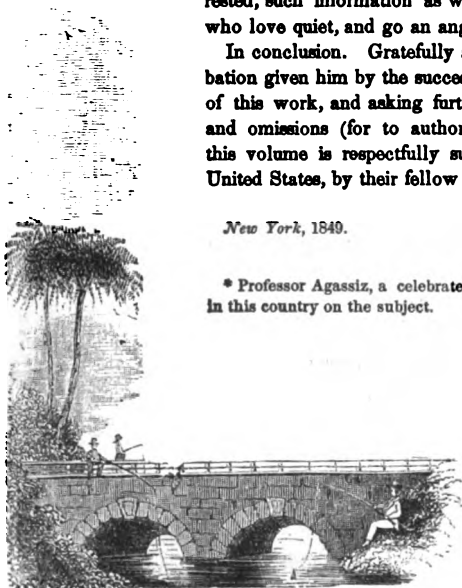 rested, such information as w
who love quiet, and go an ang
In conclusion. Gratefully
bation given him by the succe
of this work, and asking furt
and omissions (for to author
this volume is respectfully su
United States, by their fellow
New York, 1849.
* Professor Agassiz, a celebrate
in this country on the subject.